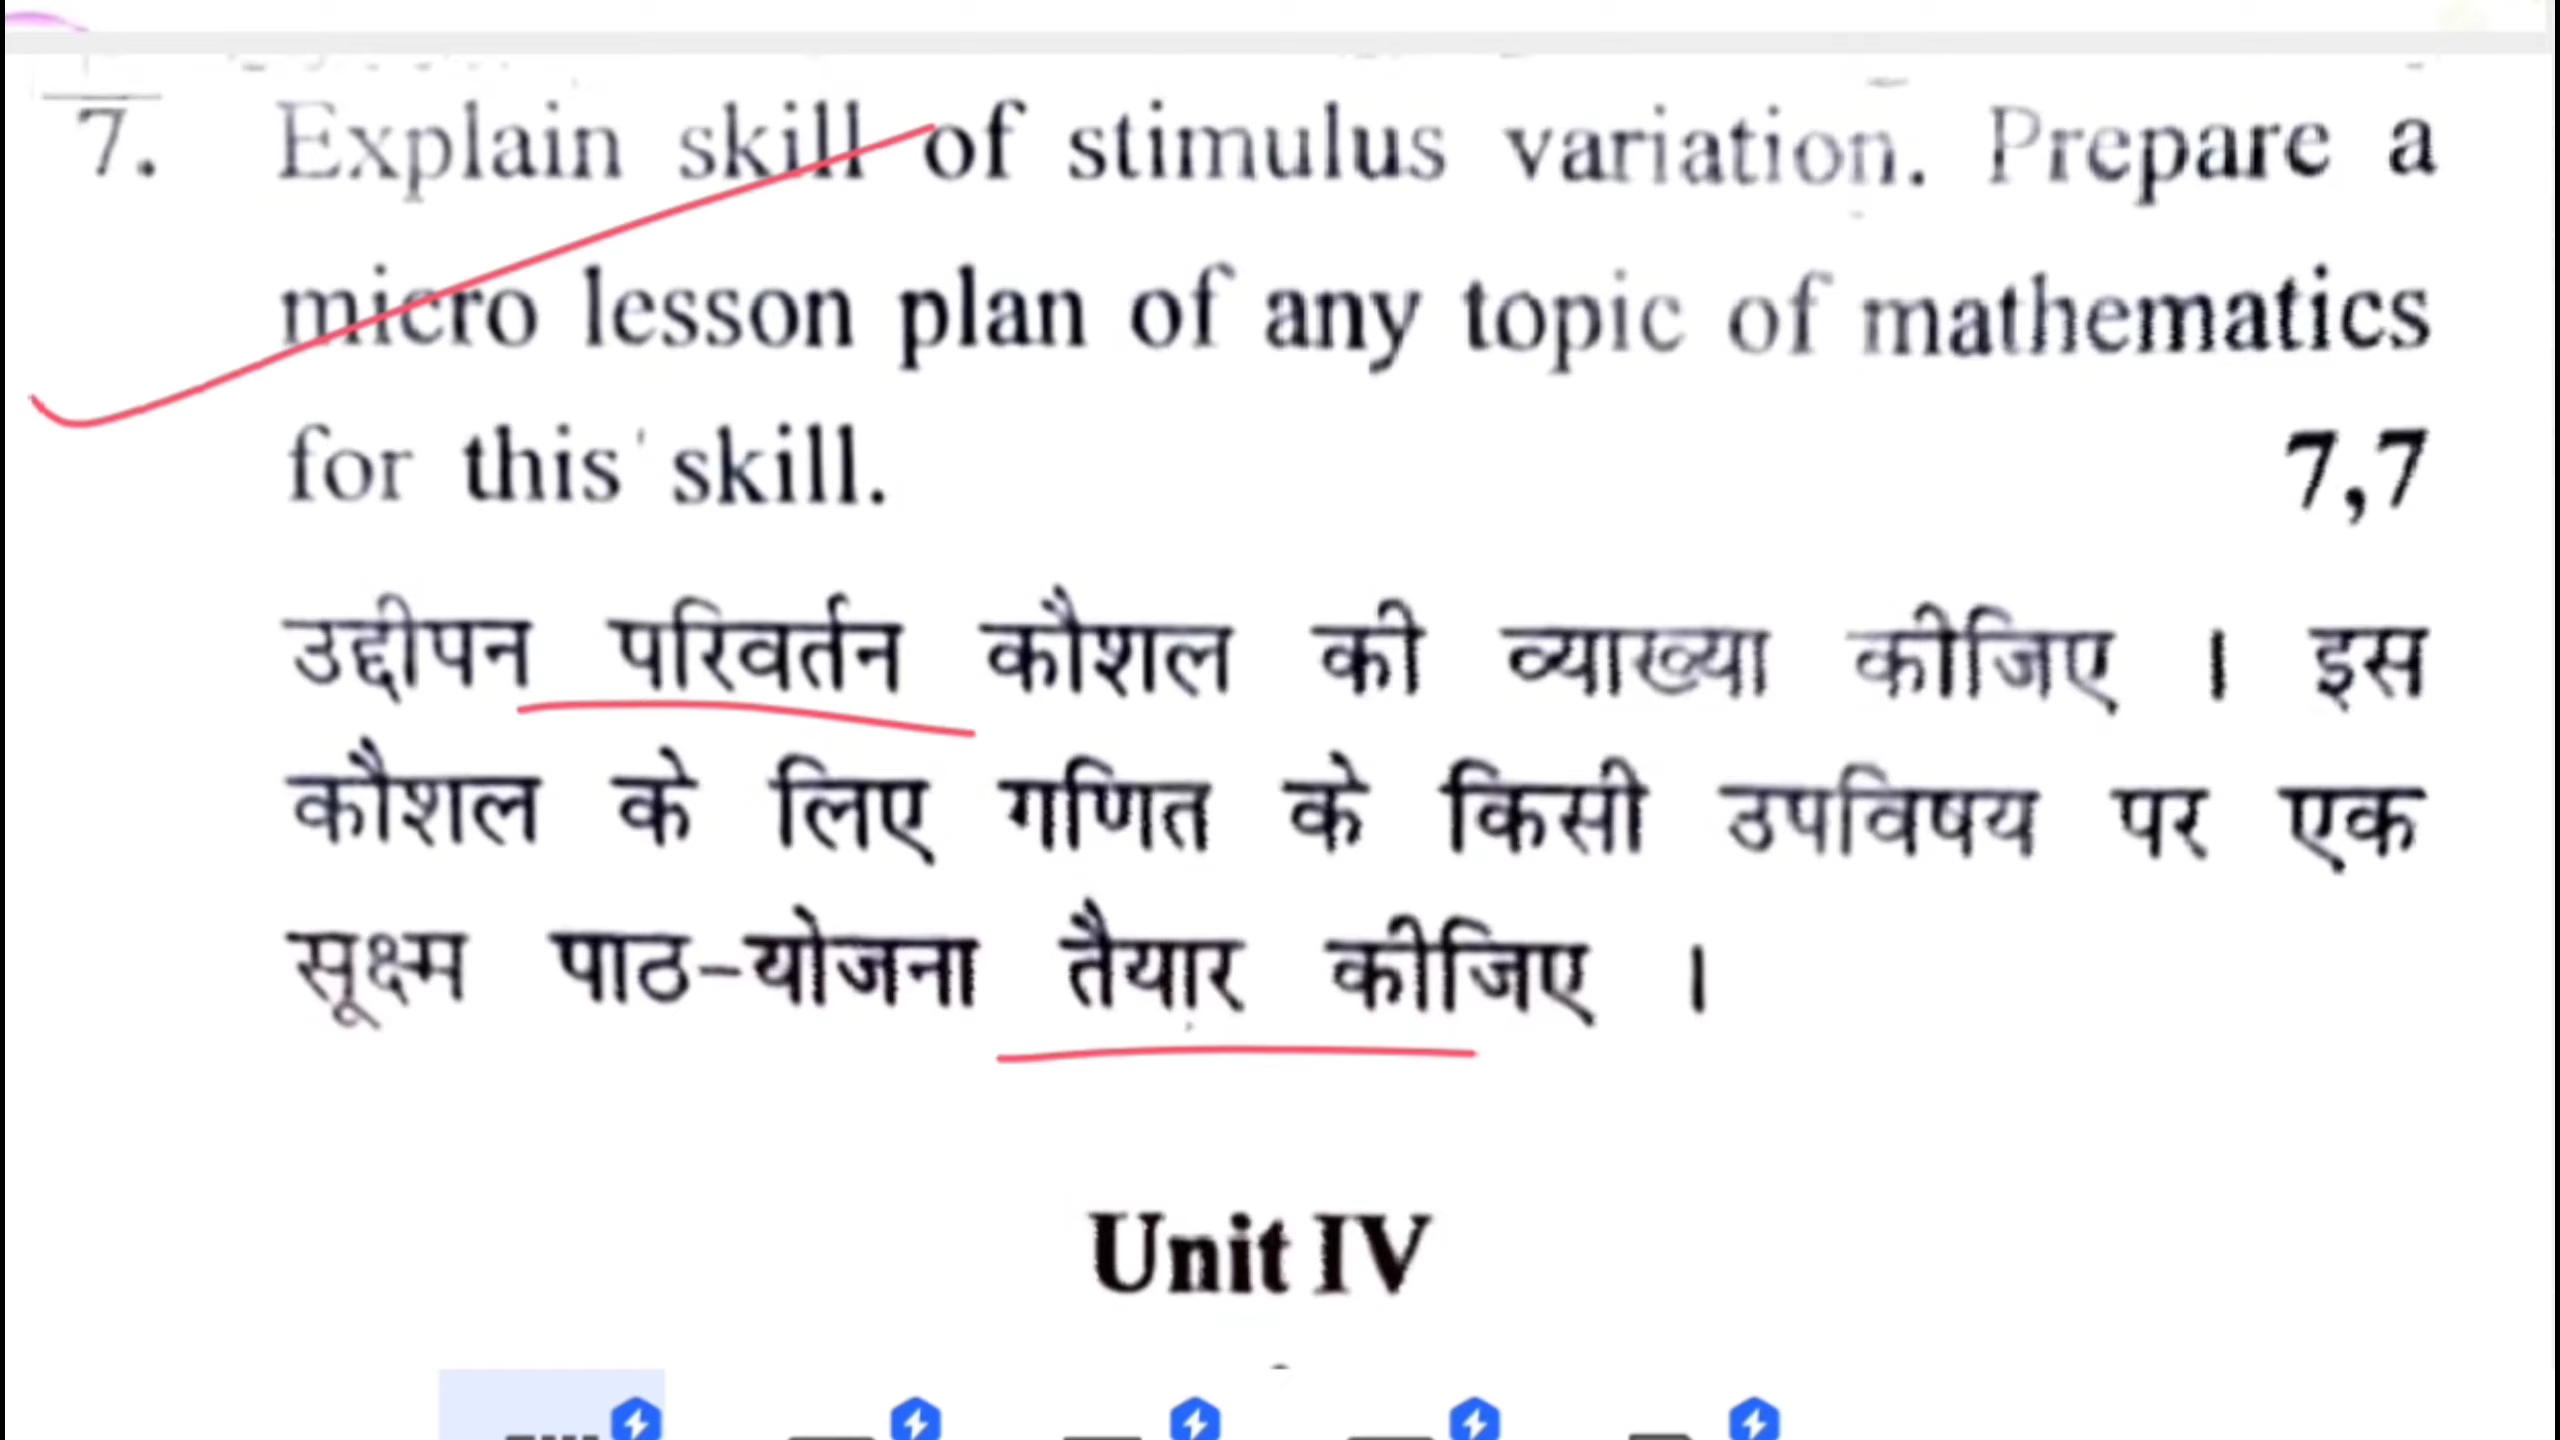 7. Explain skill of stimulus variation. Prepare a
micro lesson plan of any topic of mathematics
for this skill. 7,7
उद्दीपन परिवर्तन कौशल की व्याख्या कीजिए । इस
कौशल के लिए गणित के किसी उपविषय पर एक
सूक्ष्म पाठ-योजना तैयार कीजिए ।
Unit IV